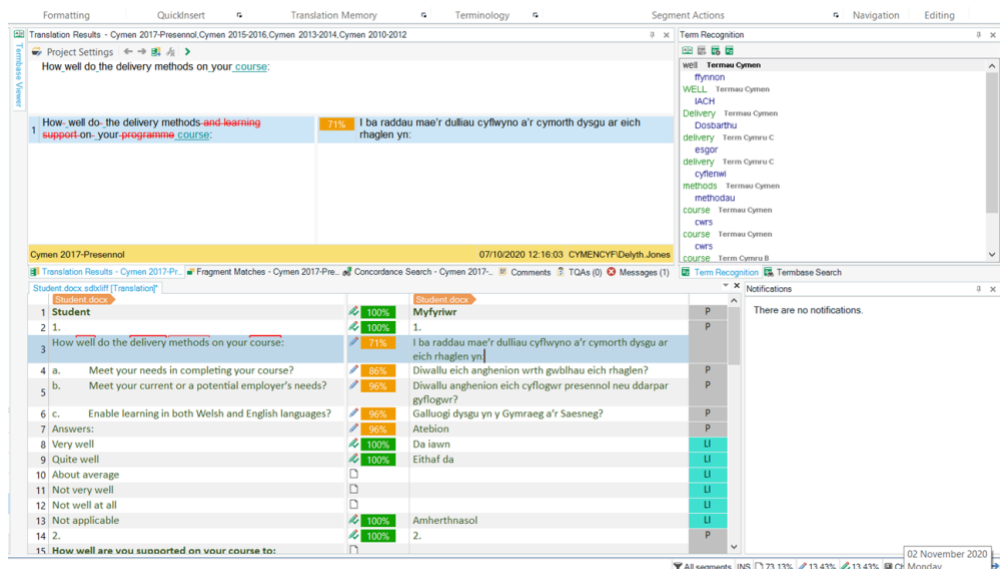 Formatting QuickInsert Translation Memory Terminology Segment Actions Navigation Editing
Termbase Viewer
Translation Results - Cymen 2017-Presennol,Cymen 2015-2016,Cymen 2013-2014,Cymen 2010-2012
Project Settings
How well do the delivery methods on your course:
1 How well do the delivery methods and learning
support on your programme course:
71% I ba raddau mae'r dulliau cyflwyno a'r cymorth dysgu ar eich
rhaglen yn:
Cymen 2017-Presennol 07/10/2020 12:16:03 CYMENCYF\Delyth.Jones
Translation Results - Cymen 2017-Pr... Fragment Matches - Cymen 2017-Pre... Concordance Search - Cymen 2017-... Comments TQAs (0) Messages (1)
Term Recognition
well Termau Cymen
ffynnon
WELL Termau Cymen
IACH
Delivery Termau Cymen
Dosbarthu
delivery Term Cymru C
esgor
delivery Term Cymru C
cyflenwi
methods Termau Cymen
methodau
course Termau Cymen
cwrs
course Termau Cymen
cwrs
course Term Cymru B
Term Recognition Termbase Search
Student.docx.sdlxliff [Translation]*
Student.docx Student.docx
1 Student 100% Myfyriwr P
2 1. 100% 1. P
3 How well do the delivery methods on your course: 71% I ba raddau mae'r dulliau cyflwyno a'r cymorth dysgu ar
eich rhaglen yn:
4 a. Meet your needs in completing your course? 86% Diwallu eich anghenion wrth gwblhau eich rhaglen? P
5 b. Meet your current or a potential employer's needs? 96% Diwallu anghenion eich cyflogwr presennol neu ddarpar P
gyflogwr?
6 c. Enable learning in both Welsh and English languages? 96% Galluogi dysgu yn y Gymraeg a'r Saesneg? P
7 Answers: 96% Atebion P
8 Very well 100% Da iawn LI
9 Quite well 100% Eithaf da LI
10 About average LI
11 Not very well LI
12 Not well at all LI
13 Not applicable 100% Amherthnasol LI
14 2. 100% 2. P
15 How well are you supported on your course to:
Notifications
There are no notifications.
02 November 2020
Monday
All segments INS 73.13% 13.43% 13.43%